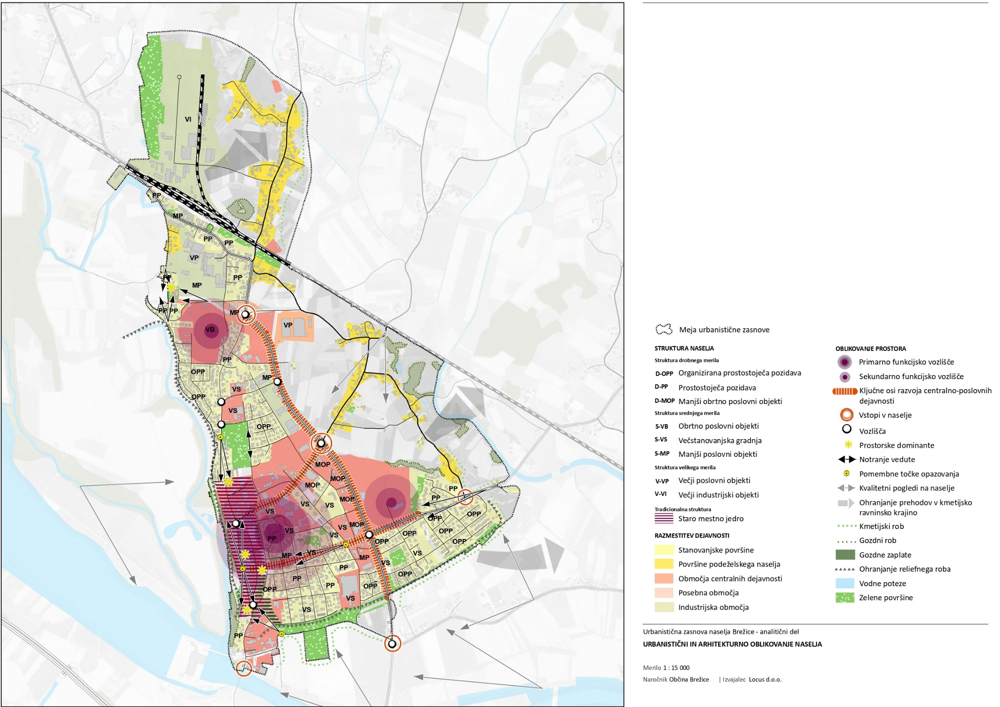 VI
PP
MP
PP
PP
VP
PP
PP
MP
PP
PP
MP
VP
VB
PP
OPP
MP
VS
OPP
VS
OPP
MOP
MOP
MOP
PP
MOP
PP
VS
VS
VS
OPP
OPP
MOP
VS
VS
OPP
OPP
VS
PP
OPP
OPP
VS
VS
MP
MP
VS
PP
OPP
PP
PP
OPP
OPP
VS
VS
PP
Meja urbanistične zasnove
STRUKTURA NASELJA
Struktura drobnega merila
D-OPP Organizirana prostostoječa pozidava
D-PP Prostostoječa pozidava
D-MOP Manjši obrtno poslovni objekti
Struktura srednjega merila
S-VB Obrtno poslovni objekti
S-VS Večstanovanjska gradnja
S-MP Manjši poslovni objekti
Struktura velikega merila
V-VP Večji poslovni objekti
V-VI Večji industrijski objekti
Tradicionalna struktura
Staro mestno jedro
RAZMESTITEV DEJAVNOSTI
Stanovanjske površine
Površine podeželskega naselja
Območja centralnih dejavnosti
Posebna območja
Industrijska območja
OBLIKOVANJE PROSTORA
Primarno funkcijsko vozlišče
Sekundarno funkcijsko vozlišče
Ključne osi razvoja centralno-poslovnih
dejavnosti
Vstopi v naselje
Vozlišča
Prostorske dominante
Notranje vedute
Pomembne točke opazovanja
Kvalitetni pogledi na naselje
Ohranjanje prehodov v kmetijsko
ravninsko krajino
Kmetijski rob
Gozdni rob
Gozdne zaplate
Ohranjanje reliefnega roba
Vodne poteze
Zelene površine
Urbanistična zasnova naselja Brežice - analitični del
URBANISTIČNI IN ARHITEKTURNO OBLIKOVANJE NASELJA
Merilo 1 : 15 000
Naročnik Občina Brežice | Izvajalec Locus d.o.o.